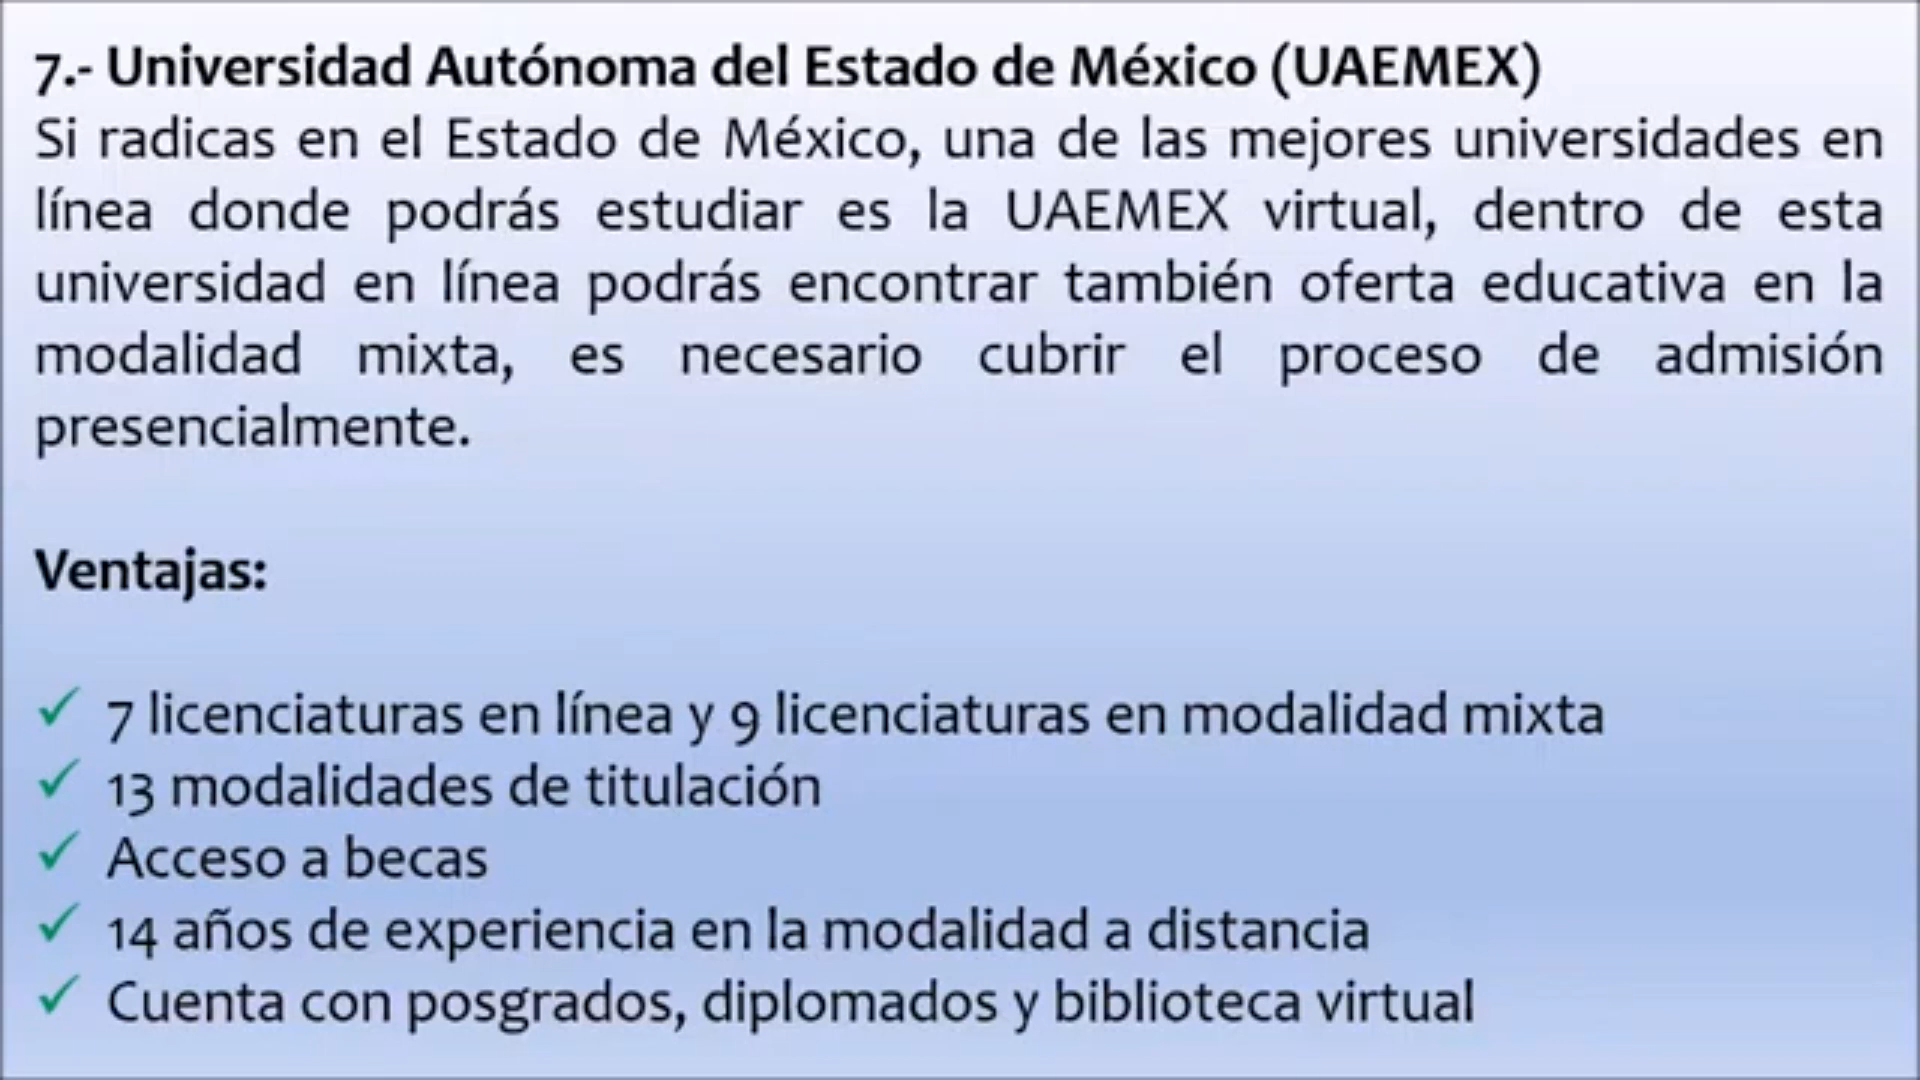 7.- Universidad Autónoma del Estado de México (UAEMEX)
Si radicas en el Estado de México, una de las mejores universidades en
línea donde podrás estudiar es la UAEMEX virtual, dentro de esta
universidad en línea podrás encontrar también oferta educativa en la
modalidad mixta, es necesario cubrir el proceso de admisión
presencialmente.
Ventajas:
✓ 7 licenciaturas en línea y 9 licenciaturas en modalidad mixta
✓ 13 modalidades de titulación
✓ Acceso a becas
✓ 14 años de experiencia en la modalidad a distancia
✓ Cuenta con posgrados, diplomados y biblioteca virtual